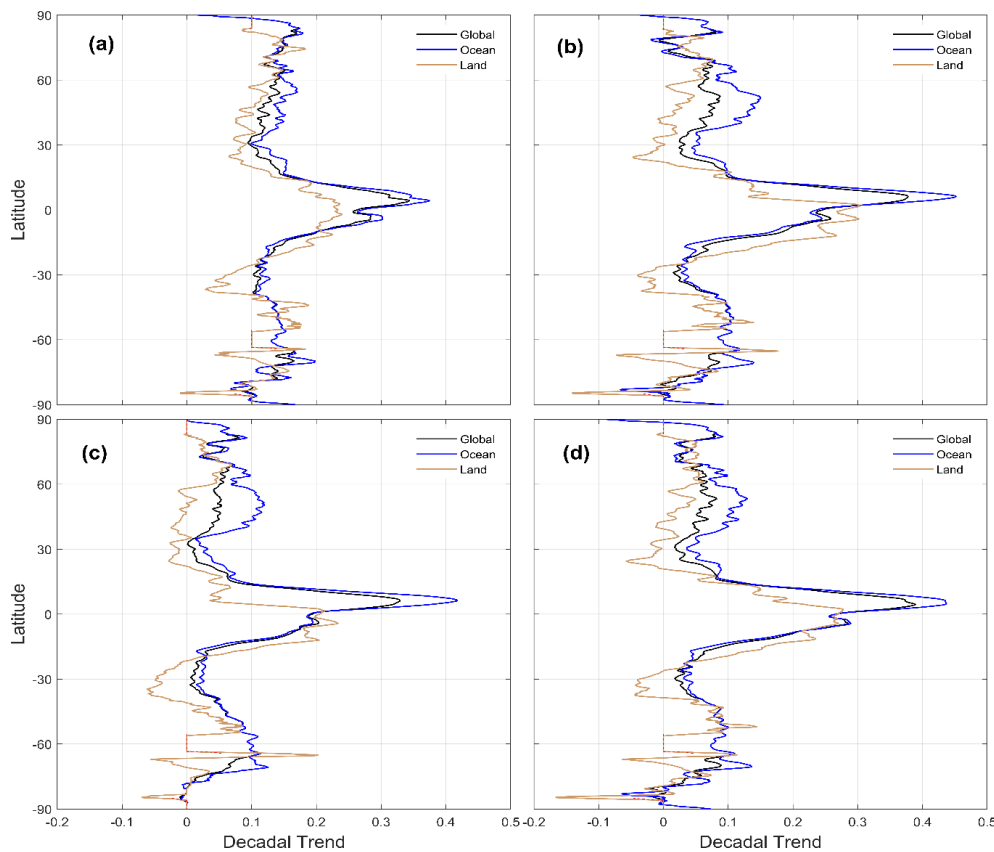 90
60
30
0
-30
-60
-90
Latitude
(a)
Global
Ocean
Land
(b)
Global
Ocean
Land
90
60
30
0
-30
-60
-90
Latitude
(c)
Global
Ocean
Land
-0.2 -0.1 0 0.1 0.2 0.3 0.4 0.5
Decadal Trend
(d)
Global
Ocean
Land
-0.2 -0.1 0 0.1 0.2 0.3 0.4 0.5
Decadal Trend